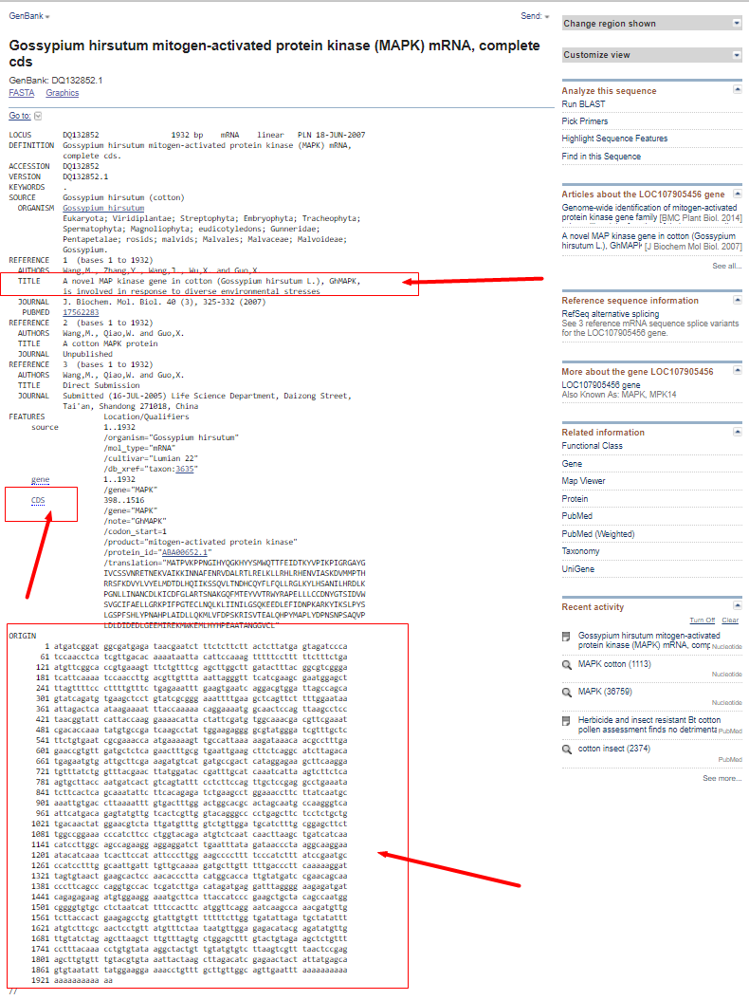 GenBank
Send:
Gossypium hirsutum mitogen-activated protein kinase (MAPK) mRNA, complete
cds
GenBank: DQ132852.1
FASTA Graphics
Go to:
LOCUS DQ132852 1932 bp mRNA linear PLN 18-JUN-2007
DEFINITION Gossypium hirsutum mitogen-activated protein kinase (MAPK) mRNA,
complete cds.
ACCESSION DQ132852
VERSION DQ132852.1
KEYWORDS .
SOURCE Gossypium hirsutum (cotton)
ORGANISM Gossypium hirsutum
Eukaryota; Viridiplantae; Streptophyta; Embryophyta; Tracheophyta;
Spermatophyta; Magnoliophyta; eudicotyledons; Gunneridae;
Pentapetalae; rosids; malvids; Malvales; Malvaceae; Malvoideae;
Gossypium.
REFERENCE 1 (bases 1 to 1932)
AUTHORS Wang,M., Zhang,Y., Wang,J., Wu,X. and Guo,X.
TITLE A novel MAP kinase gene in cotton (Gossypium hirsutum L.), GhMAPK,
is involved in response to diverse environmental stresses
JOURNAL J. Biochem. Mol. Biol. 40 (3), 325-332 (2007)
PUBMED 17562283
REFERENCE 2 (bases 1 to 1932)
AUTHORS Wang,M., Qiao,W. and Guo,X.
TITLE A cotton MAPK protein
JOURNAL Unpublished
REFERENCE 3 (bases 1 to 1932)
AUTHORS Wang,M., Qiao,W. and Guo,X.
TITLE Direct Submission
JOURNAL Submitted (16-JUL-2005) Life Science Department, Daizong Street,
Tai'an, Shandong 271018, China
FEATURES Location/Qualifiers
source 1..1932
/organism="Gossypium hirsutum"
/mol_type="mRNA"
/cultivar="Lumian 22"
/db_xref="taxon:3635"
gene 1..1932
/gene="MAPK"
CDS 398..1516
/gene="MAPK"
/note="GhMAPK"
/codon_start=1
/product="mitogen-activated protein kinase"
/protein_id="ABA00652.1"
/translation="MATPVKPPNGIHYQGKHYYSMWQTTFEIDTKYVPIKPIGRGAYG
IVCSSVNRETNEKVAIKKINNAFENRVDALRTLRELKLLRHLRHENVIASKDVMMPTH
RRSFKDVYLVYELMDTDLHQIIKSSQVLTNDHCQYFLFQLLRGLKYLHSANILHRDLK
PGNLLINANCDLKICDFGLARTSNAKGQFMTEYVVTRWYRAPELLLCCDNYGTSIDVW
SVGCIFAELLGRKPIFPGTECLNQLKLIINILGSQKEEDLEFIDNPKARKYIKSLPYS
LGSPFSHLYPNAHPLAIDLLQKMLVFDPSKRISVTEALQHPYMAPLYDPNSNPSAQVP
LDLDIDEDLGEEMIREKMWKEMLHYHPEAATANGGVCL"
ORIGIN
1 atgatcggat ggcgatgaga taacgaatct ttctcttctt actcttatga gtagatccca
61 tccaacctca tcgttgacac aaaataatta cattccaaag tttttccttt tttctttctga
121 atgttcggcca ccgtgaaagt ttctgtttcg agcttggctt gatactttac ggcgtcggga
181 tcattcaaaa tccaaccttg acgttgttta aattagggtt tcatcgaagc gaatggagct
241 ttagttttcc ctttttgtttc tgagaaattt gaagtgaatc aggacgtgga ttagccagca
301 gtatcagatg tgaagctcct gtatcgcggg aaattttgaa gctcagttct tttggaataa
361 attagactca ataagaaaat ttaccaaaaa caggaaaatg gcaactccag ttaagcctcc
421 taacggtatt cattaccaag gaaaacatta ctattcgatg tggcaaacga cgttcgaaat
481 cgacaccaaa tatgtgccga tcaagcctat tggaagaggg gcgtatggga tcgtttgctc
541 ttctgtgaat cgcgaaacca atgaaaaagt tgccattaaa aagataaaca acgcctttga
601 gaaccgtgtt gatgctctca gaactttgcg tgaattgaag cttctcaggc atcttagaca
661 tgagaatgtg attgcttcga agatgtcat gatgccgact cataggagaa gcttcaagga
721 tgtttatctg gtttacgaac ttatggatac cgatttgcat caaatcatta agtcttctca
781 agtgcttacc aatgatcact gtcagtattt cctcttccag ttgctccgag gcctgaaata
841 tcttcactca gcaaatattc ttcacagaga tctgaagcct ggaaaccttc ttatcaatgc
901 aaattgtgac cttaaaattt gtgactttgg actggcacgc actagcaatg ccaagggtca
961 attcatgaca gagtatgttg tcactcgttg gtacagggcc cctgagcttc tcctctgctg
1021 tgacaactat ggaacgtcta ttgatgtttg gtctgttgga tgcatctttg cggagcttct
1081 tggccggaaa cccatcttcc ctggtacaga atgtctcaat caacttaagc tgatcatcaa
1141 catccttggc agccagaagg aggaggatct tgaatttata gataacccta aggcaaggaa
1201 atacatcaaa tcacttccat attcccttgg aagccccttt tcccatcttt atccgaatgc
1261 ccatcctttg gcaattgatt tgttgcaaaa gatgcttgtt tttgacccttt caaaaaggat
1321 tagtgtaact gaagcactcc aacaccctta catggcacca ttgtatgatc cgaacagcaa
1381 cccttcagcc caggtgccac tcgatcttga catagatgag gatttagggg aagagatgat
1441 cagagagaag atgtggaagg aaatgcttca ttaccatccc gaagctgcta cagccaatgg
1501 cggggtgtgc ctctaatcat tttcccacttc atggttcagg aatcaagcca aacgatgttg
1561 tcttaccact gaagagcctg gtattgtgtt tttttcttgg tgatattaga tgctatattt
1621 atgtcttcgc aactcctgtt atgtttctaa taatgttgga gagacatacg agatatgttg
1681 ttgtatctag agcttaagct ttgtttagtg ctggagcttt gtactgtaga agctctgttt
1741 cctttacaaa cctgtgtata aggctactgt tgtatgtgtc ttaagtcgtt taactccgag
1801 agcttgtgtt tgtacgtgta aattactaag cttagacatc gagaactact attatgagca
1861 gtgtaatatt tatggaagga aaacctgttt gcttgttggc agttgaattt aaaaaaaaaa
1921 aaaaaaaaaa aa
//
Change region shown
Customize view
Analyze this sequence
Run BLAST
Pick Primers
Highlight Sequence Features
Find in this Sequence
Articles about the LOC107905456 gene
Genome-wide identification of mitogen-activated
protein kinase gene family [BMC Plant Biol. 2014]
A novel MAP kinase gene in cotton (Gossypium
hirsutum L.), GhMAPK [J Biochem Mol Biol. 2007]
See all...
Reference sequence information
RefSeq alternative splicing
See 3 reference mRNA sequence splice variants
for the LOC107905456 gene.
More about the gene LOC107905456
LOC107905456 gene
Also Known As: MAPK, MPK14
Related information
Functional Class
Gene
Map Viewer
Protein
PubMed
PubMed (Weighted)
Taxonomy
UniGene
Recent activity
Turn Off Clear
Gossypium hirsutum mitogen-activated
protein kinase (MAPK) mRNA, comp Nucleotide
MAPK cotton (1113)
Nucleotide
MAPK (36759)
Nucleotide
Herbicide and insect resistant Bt cotton
pollen assessment finds no detrimenta PubMed
cotton insect (2374)
PubMed
See more...